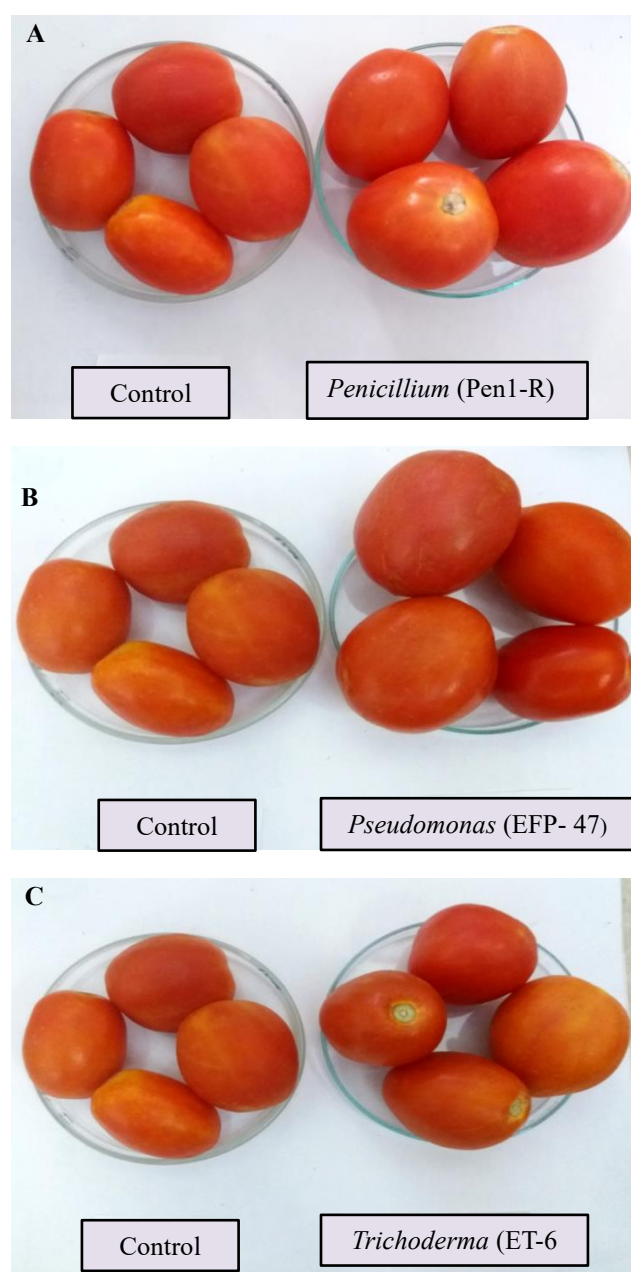 A
Control
Penicillium (Pen1-R)
B
Control
Pseudomonas (EFP- 47)
C
Control
Trichoderma (ET-6